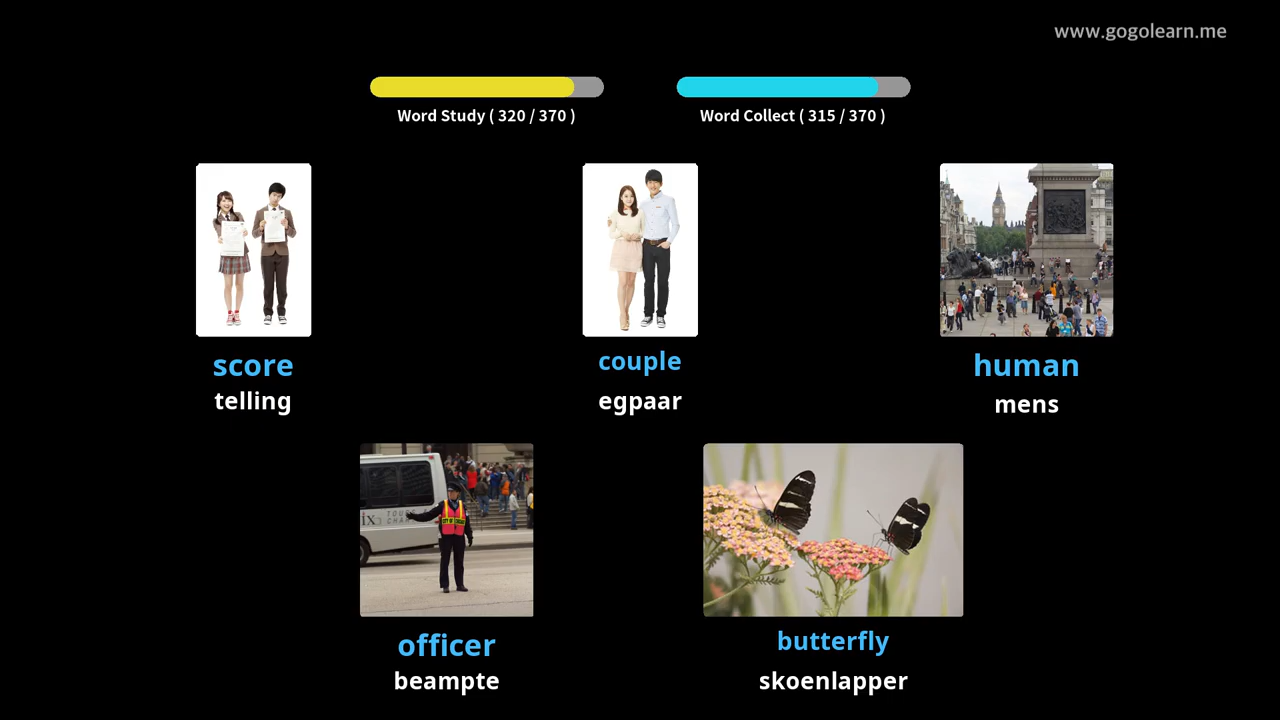 www.gogolearn.me
Word Study ( 320 / 370 )
Word Collect ( 315 / 370 )
score
telling
couple
egpaar
human
mens
officer
beampte
butterfly
skoenlapper